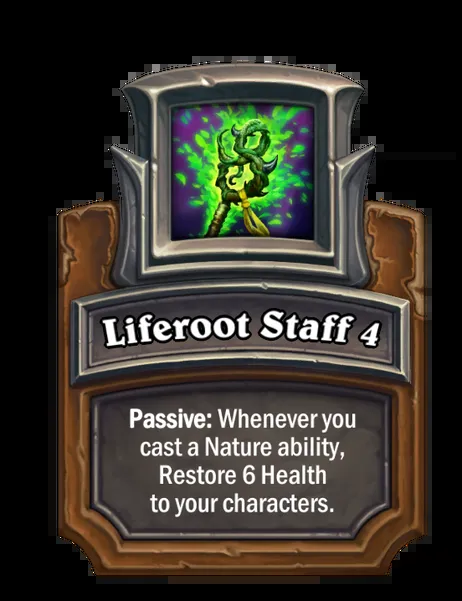 Liferoot Staff 4
Passive: Whenever you
cast a Nature ability,
Restore 6 Health
to your characters.